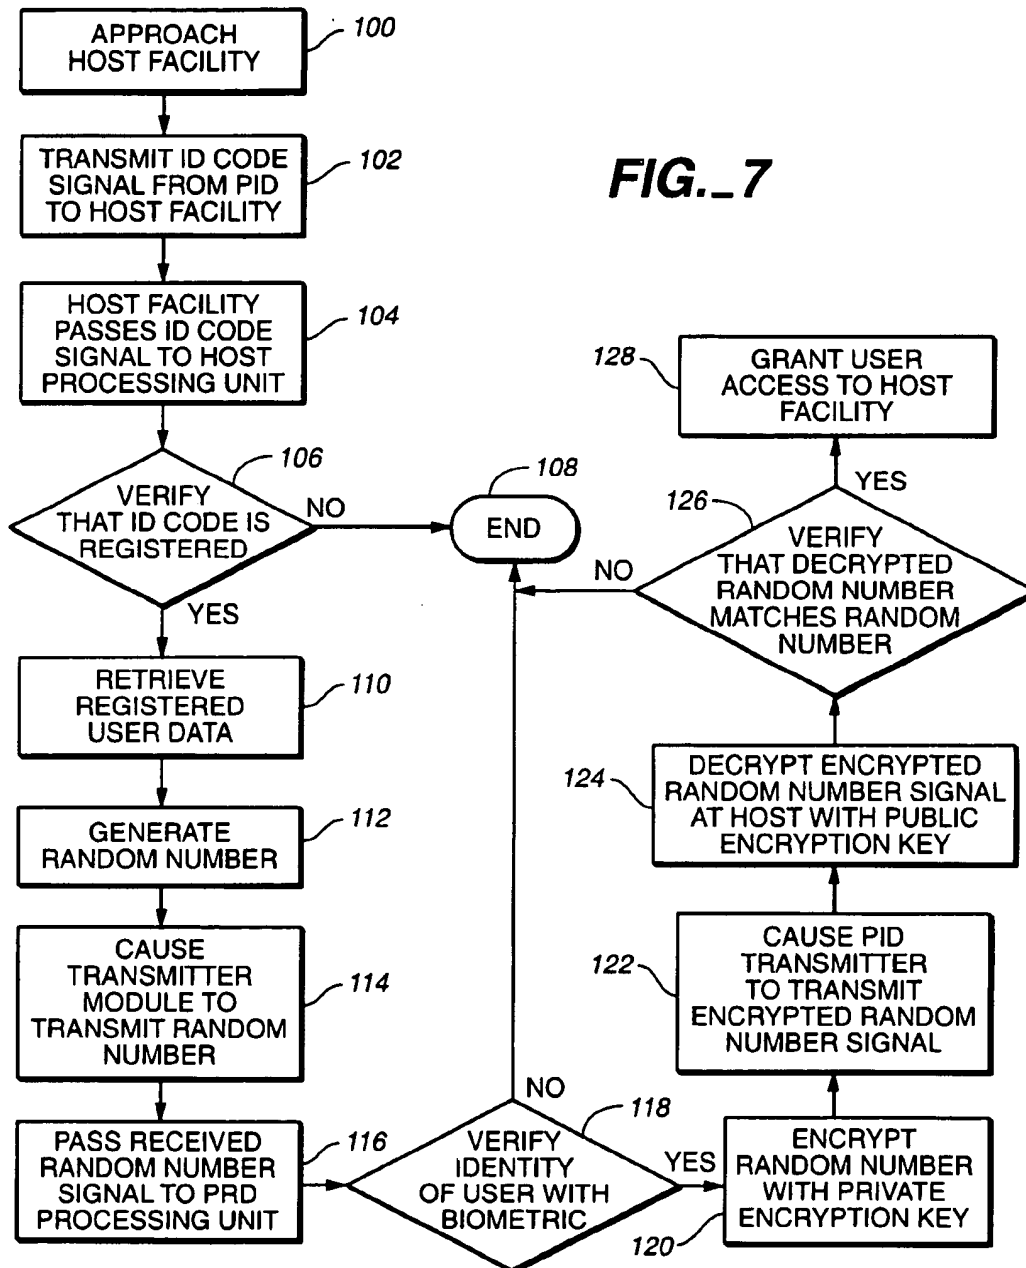 APPROACH
HOST FACILITY
100
TRANSMIT ID CODE
SIGNAL FROM PID
TO HOST FACILITY
102
FIG._7
HOST FACILITY
PASSES ID CODE
SIGNAL TO HOST
PROCESSING UNIT
104
VERIFY
THAT ID CODE IS
REGISTERED
106
NO
YES
108
END
RETRIEVE
REGISTERED
USER DATA
110
GENERATE
RANDOM NUMBER
112
CAUSE
TRANSMITTER
MODULE TO
TRANSMIT RANDOM
NUMBER
114
PASS RECEIVED
RANDOM NUMBER
SIGNAL TO PRD
PROCESSING UNIT
116
VERIFY
IDENTITY
OF USER WITH
BIOMETRIC
118
NO
YES
ENCRYPT
RANDOM NUMBER
WITH PRIVATE
ENCRYPTION KEY
120
CAUSE PID
TRANSMITTER
TO TRANSMIT
ENCRYPTED RANDOM
NUMBER SIGNAL
122
DECRYPT ENCRYPTED
RANDOM NUMBER SIGNAL
AT HOST WITH PUBLIC
ENCRYPTION KEY
124
VERIFY
THAT DECRYPTED
RANDOM NUMBER
MATCHES RANDOM
NUMBER
126
NO
YES
GRANT USER
ACCESS TO HOST
FACILITY
128